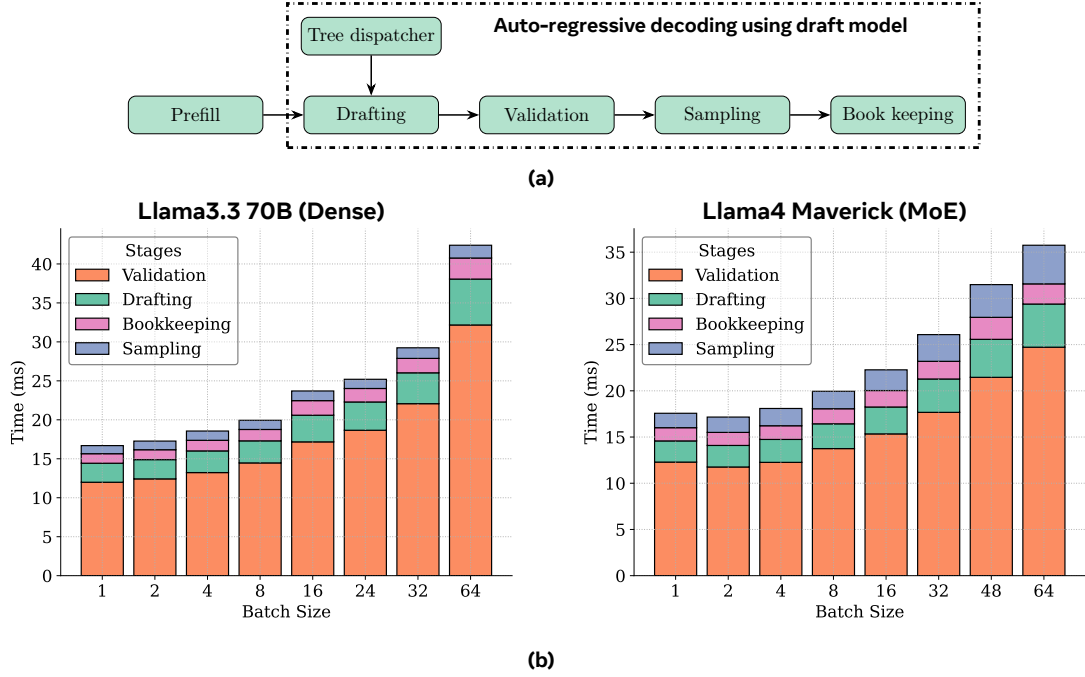 Auto-regressive decoding using draft model
Tree dispatcher
Prefill
Drafting
Validation
Sampling
Book keeping
(a)
Llama3.3 70B (Dense)
Time (ms)
40
35
30
25
20
15
10
5
0
Stages
Validation
Drafting
Bookkeeping
Sampling
1 2 4 8 16 24 32 64
Batch Size
Llama4 Maverick (MoE)
Time (ms)
35
30
25
20
15
10
5
0
Stages
Validation
Drafting
Bookkeeping
Sampling
1 2 4 8 16 32 48 64
Batch Size
(b)